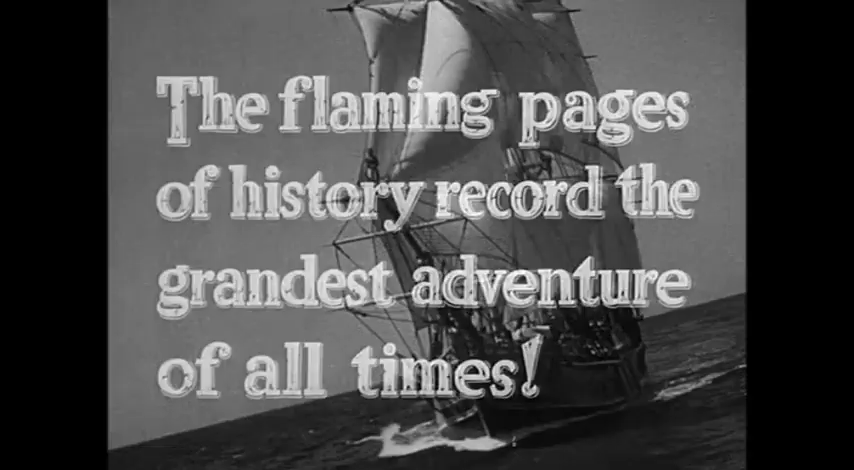 The flaming pages
of history record the
grandest adventure
of all times!